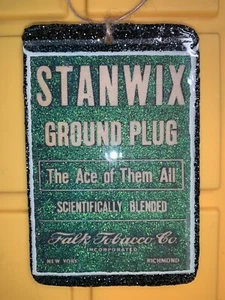 STANWIX
GROUND PLUG
The Ace of Them All
SCIENTIFICALLY BLENDED
Falk Tobacco Co
INCORPORATED
NEW YORK RICHMOND